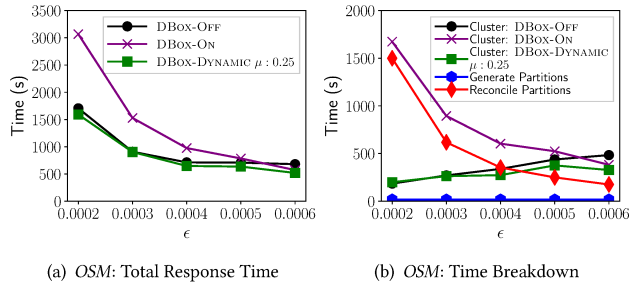 3500
3000
2500
2000
1500
1000
500
0
Time (s)
DBox-Off
DBox-On
DBox-Dynamic μ : 0.25
0.0002 0.0003 0.0004 0.0005 0.0006
ϵ
(a) OSM: Total Response Time
2000
1500
1000
500
0
Time (s)
Cluster: DBox-Off
Cluster: DBox-On
Cluster: DBox-Dynamic
μ : 0.25
Generate Partitions
Reconcile Partitions
0.0002 0.0003 0.0004 0.0005 0.0006
ϵ
(b) OSM: Time Breakdown